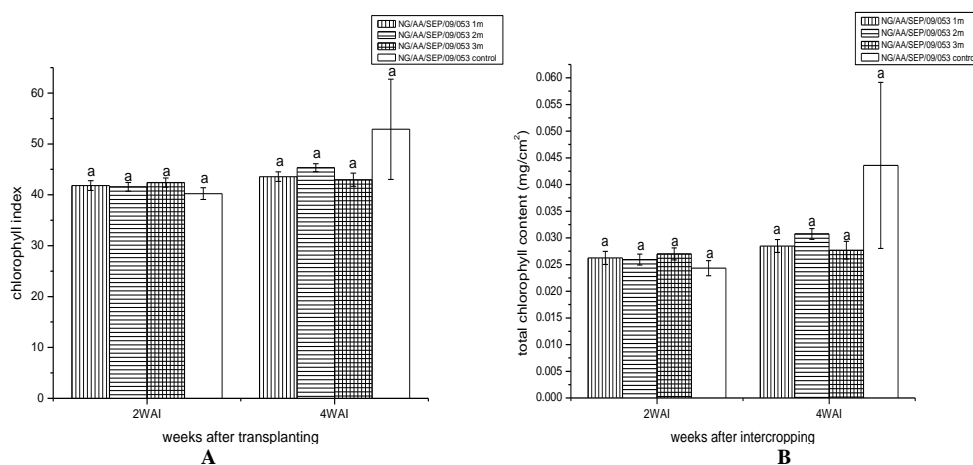 NG/AA/SEP/09/053 1m
NG/AA/SEP/09/053 2m
NG/AA/SEP/09/053 3m
NG/AA/SEP/09/053 control
a
a a a a a a a
60
50
40
30
20
10
0
chlorophyll index
2WAI 4WAI
weeks after transplanting
A
NG/AA/SEP/09/053 1m
NG/AA/SEP/09/053 2m
NG/AA/SEP/09/053 3m
NG/AA/SEP/09/053 control
a
a a a a a a a
0.060
0.055
0.050
0.045
0.040
0.035
0.030
0.025
0.020
0.015
0.010
0.005
0.000
total chlorophyll content (mg/cm²)
2WAI 4WAI
weeks after intercropping
B